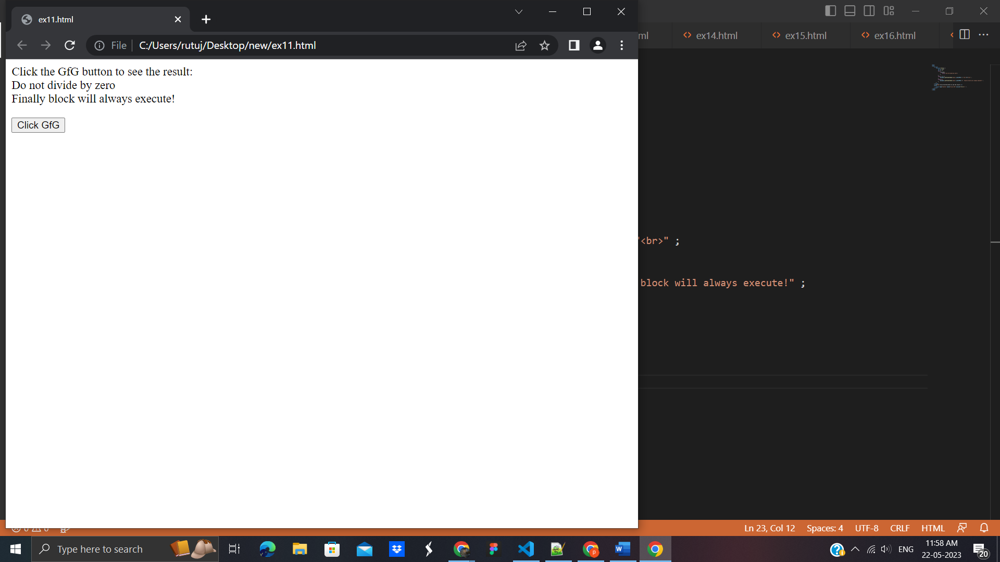 ex11.html
File C:/Users/rutuj/Desktop/new/ex11.html
Click the GfG button to see the result:
Do not divide by zero
Finally block will always execute!
Click GfG
ml
ex14.html
ex15.html
ex16.html
"<br>" ;
block will always execute!" ;
Ln 23, Col 12 Spaces: 4 UTF-8 CRLF HTML
Type here to search
ENG
11:58 AM
22-05-2023
20